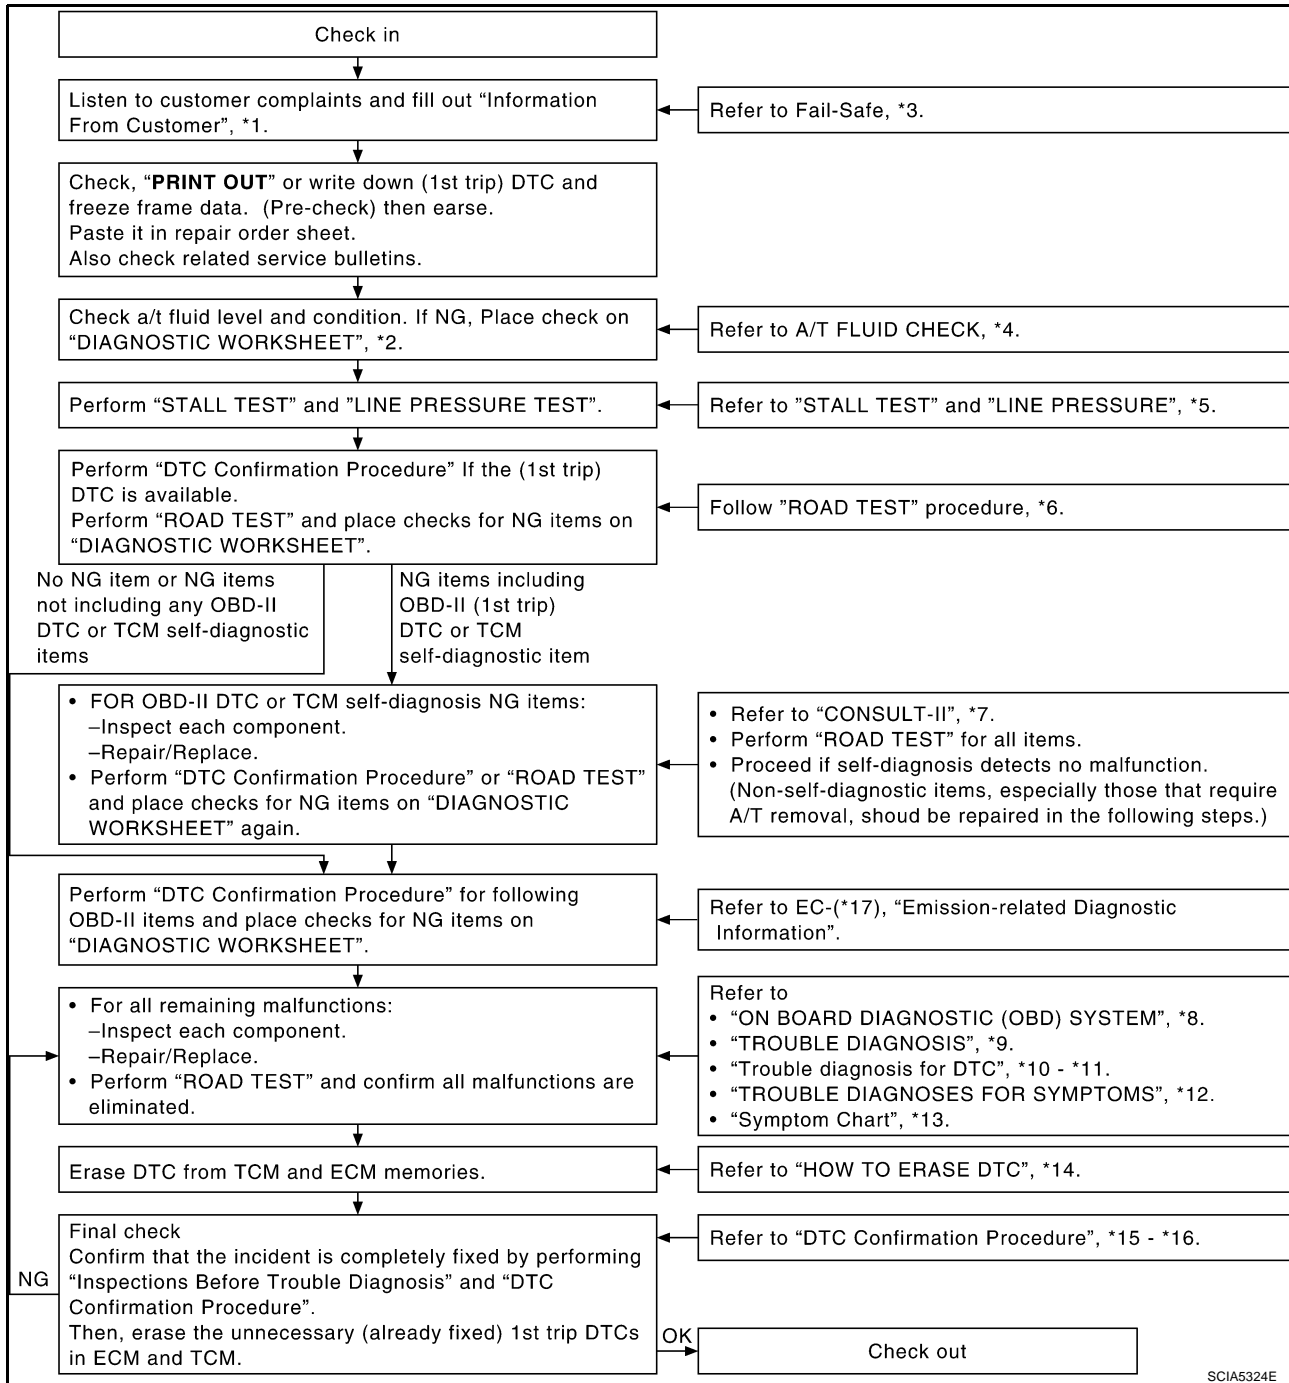 Check in
Listen to customer complaints and fill out “Information
From Customer”, *1.
Refer to Fail-Safe, *3.
Check, “PRINT OUT” or write down (1st trip) DTC and
freeze frame data. (Pre-check) then earse.
Paste it in repair order sheet.
Also check related service bulletins.
Check a/t fluid level and condition. If NG, Place check on
“DIAGNOSTIC WORKSHEET”, *2.
Refer to A/T FLUID CHECK, *4.
Perform “STALL TEST” and ”LINE PRESSURE TEST”.
Refer to ”STALL TEST” and ”LINE PRESSURE”, *5.
Perform “DTC Confirmation Procedure” If the (1st trip)
DTC is available.
Perform “ROAD TEST” and place checks for NG items on
“DIAGNOSTIC WORKSHEET”.
Follow ”ROAD TEST” procedure, *6.
No NG item or NG items
not including any OBD-II
DTC or TCM self-diagnostic
items
NG items including
OBD-II (1st trip)
DTC or TCM
self-diagnostic item
• FOR OBD-II DTC or TCM self-diagnosis NG items:
–Inspect each component.
–Repair/Replace.
• Perform “DTC Confirmation Procedure” or “ROAD TEST”
and place checks for NG items on “DIAGNOSTIC
WORKSHEET” again.
• Refer to “CONSULT-II”, *7.
• Perform “ROAD TEST” for all items.
• Proceed if self-diagnosis detects no malfunction.
(Non-self-diagnostic items, especially those that require
A/T removal, shoud be repaired in the following steps.)
Perform “DTC Confirmation Procedure” for following
OBD-II items and place checks for NG items on
“DIAGNOSTIC WORKSHEET”.
Refer to EC-(*17), “Emission-related Diagnostic
Information”.
• For all remaining malfunctions:
–Inspect each component.
–Repair/Replace.
• Perform “ROAD TEST” and confirm all malfunctions are
eliminated.
Refer to
• “ON BOARD DIAGNOSTIC (OBD) SYSTEM”, *8.
• “TROUBLE DIAGNOSIS”, *9.
• “Trouble diagnosis for DTC”, *10 - *11.
• “TROUBLE DIAGNOSES FOR SYMPTOMS”, *12.
• “Symptom Chart”, *13.
Erase DTC from TCM and ECM memories.
Refer to “HOW TO ERASE DTC”, *14.
Final check
Confirm that the incident is completely fixed by performing
“Inspections Before Trouble Diagnosis” and “DTC
Confirmation Procedure”.
Then, erase the unnecessary (already fixed) 1st trip DTCs
in ECM and TCM.
Refer to “DTC Confirmation Procedure”, *15 - *16.
NG
OK
Check out
SCIA5324E